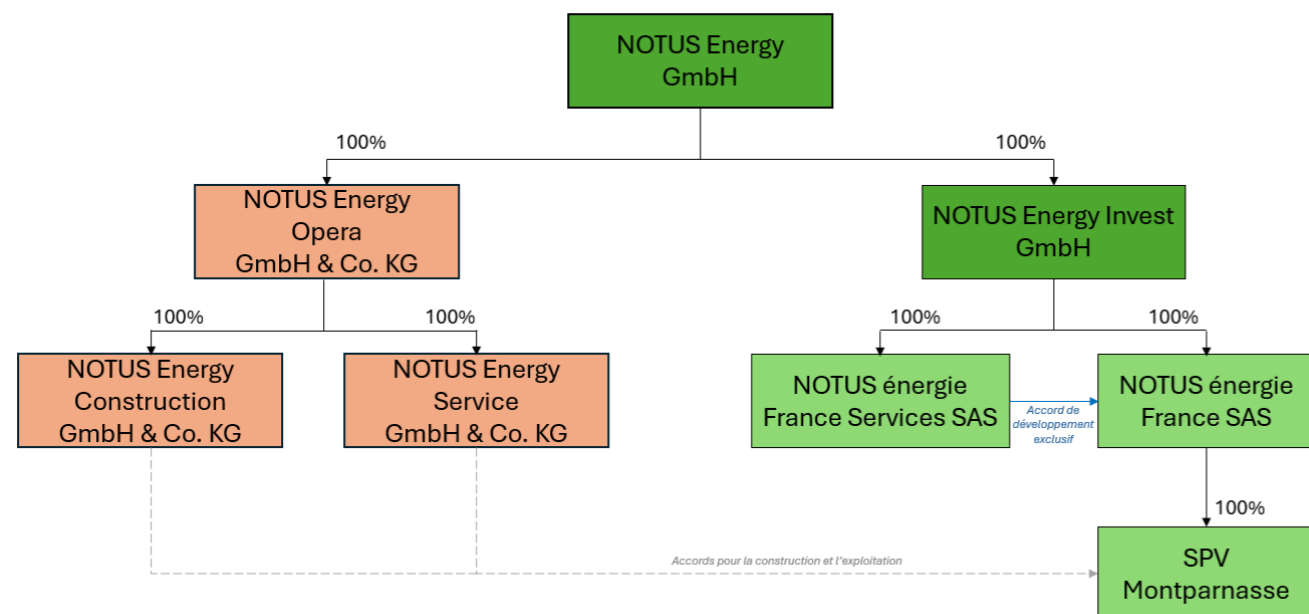 NOTUS Energy
GmbH
100%
100%
NOTUS Energy
Opera
GmbH & Co. KG
NOTUS Energy Invest
GmbH
100%
100%
100%
100%
NOTUS Energy
Construction
GmbH & Co. KG
NOTUS Energy
Service
GmbH & Co. KG
NOTUS énergie
France Services SAS
Accord de
développement
exclusif
NOTUS énergie
France SAS
100%
Accords pour la construction et l'exploitation
SPV
Montparnasse